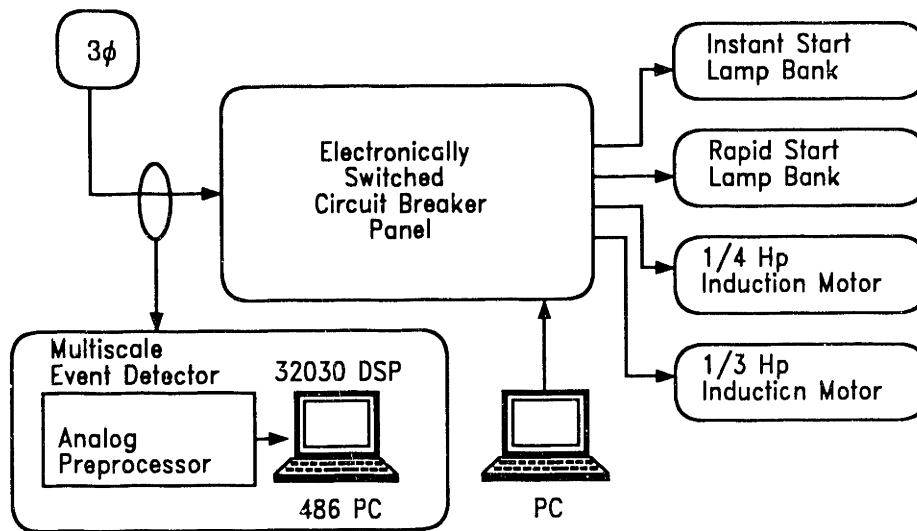 3ϕ
Instant Start
Lamp Bank
Electronically
Switched
Circuit Breaker
Panel
Rapid Start
Lamp Bank
1/4 Hp
Induction Motor
1/3 Hp
Induction Motor
Multiscale
Event Detector
32030 DSP
Analog
Preprocessor
486 PC
PC